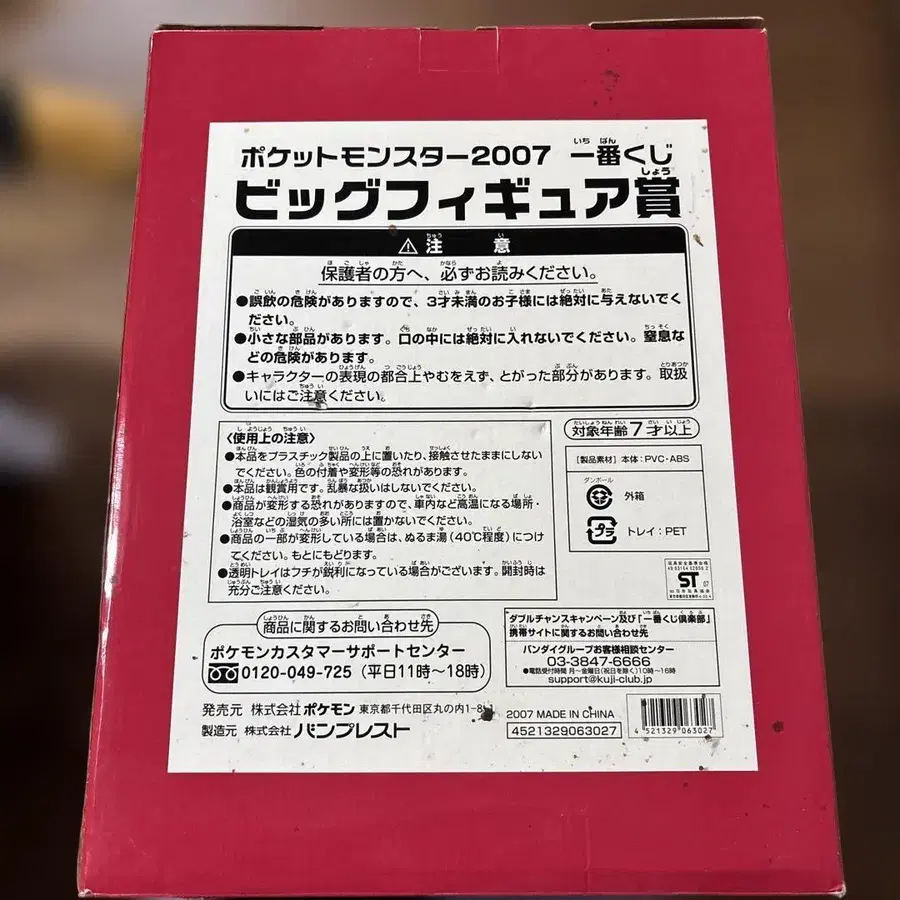 ポケットモンスター2007 一番くじ
ビッグフィギュア賞
⚠注 意
保護者の方へ、必ずお読みください。
●誤飲の危険がありますので、3才未満のお子様には絶対に与えないでく
ださい。
●小さな部品があります。口の中には絶対に入れないでください。窒息な
どの危険があります。
●キャラクターの表現の都合上やむをえず、とがった部分があります。取扱
いにはご注意ください。
〈使用上の注意〉
●本品をプラスチック製品の上に置いたり、接触させたままにしない
でください。色の付着や変形等の恐れがあります。
●本品は観賞用です。乱暴な扱いはしないでください。
●商品が変形する恐れがありますので、車内など高温になる場所・
浴室などの湿気の多い所には置かないでください。
●商品の一部が変形している場合は、ぬるま湯(40℃程度)につけ
てください。もとにもどります。
●透明トレイはフチが鋭利になっている場合がございます。開封時は
充分ご注意ください。
対象年齢7才以上
[製品素材] 本体:PVC・ABS
ダンボール
外箱
プラ
トレイ:PET
ST
07
商品に関するお問い合わせ先
ポケモンカスタマーサポートセンター
0120-049-725 (平日11時〜18時)
ダブルチャンスキャンペーン及び「一番くじ倶楽部」
携帯サイトに関するお問い合わせ先
バンダイグループお客様相談センター
03-3847-6666
●電話受付時間 月〜金曜日(祝日を除く)10時〜16時
support@kuji-club.jp
発売元 株式会社ポケモン 東京都千代田区丸の内1-8-1
製造元 株式会社 バンプレスト
2007 MADE IN CHINA
4521329063027
4 521329 063027